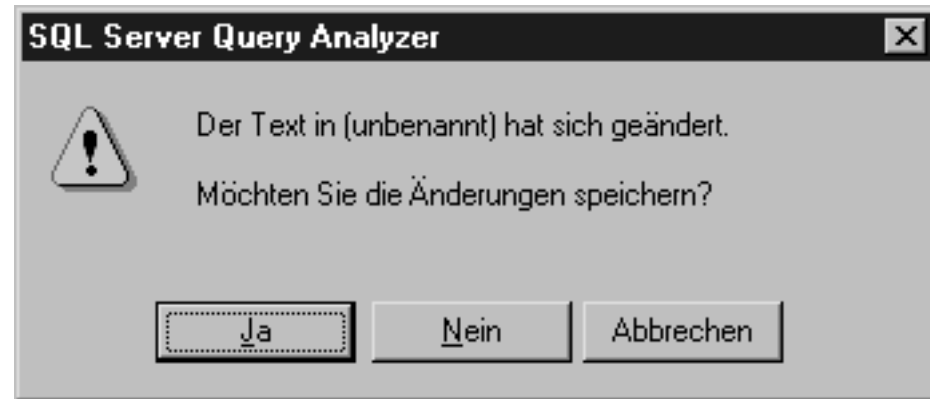 SQL Server Query Analyzer
Der Text in (unbenannt) hat sich geändert.
Möchten Sie die Änderungen speichern?
Ja Nein Abbrechen